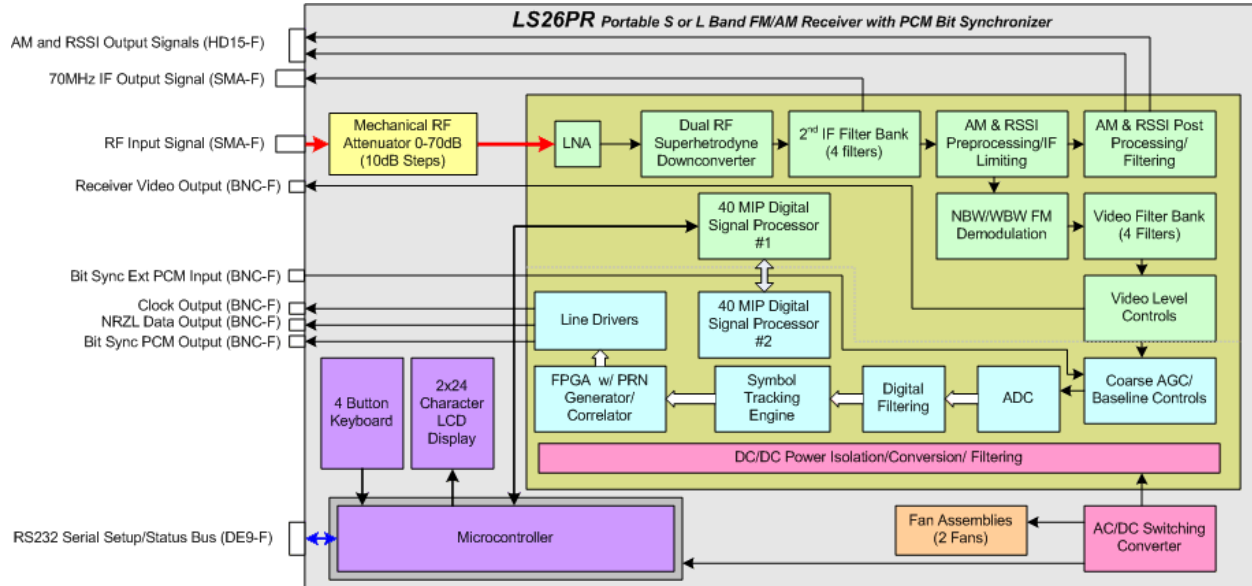 LS26PR Portable S or L Band FM/AM Receiver with PCM Bit Synchronizer
AM and RSSI Output Signals (HD15-F)
70MHz IF Output Signal (SMA-F)
RF Input Signal (SMA-F)
Receiver Video Output (BNC-F)
Bit Sync Ext PCM Input (BNC-F)
Clock Output (BNC-F)
NRZL Data Output (BNC-F)
Bit Sync PCM Output (BNC-F)
RS232 Serial Setup/Status Bus (DE9-F)
Mechanical RF
Attenuator 0-70dB
(10dB Steps)
LNA
Dual RF
Superhetrodyne
Downconverter
2nd IF Filter Bank
(4 filters)
AM & RSSI
Preprocessing/IF
Limiting
AM & RSSI Post
Processing/
Filtering
40 MIP Digital
Signal Processor
#1
NBW/WBW FM
Demodulation
Video Filter Bank
(4 Filters)
Line Drivers
40 MIP Digital
Signal Processor
#2
Video Level
Controls
4 Button
Keyboard
2x24
Character
LCD
Display
FPGA w/ PRN
Generator/
Correlator
Symbol
Tracking
Engine
Digital
Filtering
ADC
Coarse AGC/
Baseline Controls
DC/DC Power Isolation/Conversion/ Filtering
Microcontroller
Fan Assemblies
(2 Fans)
AC/DC Switching
Converter